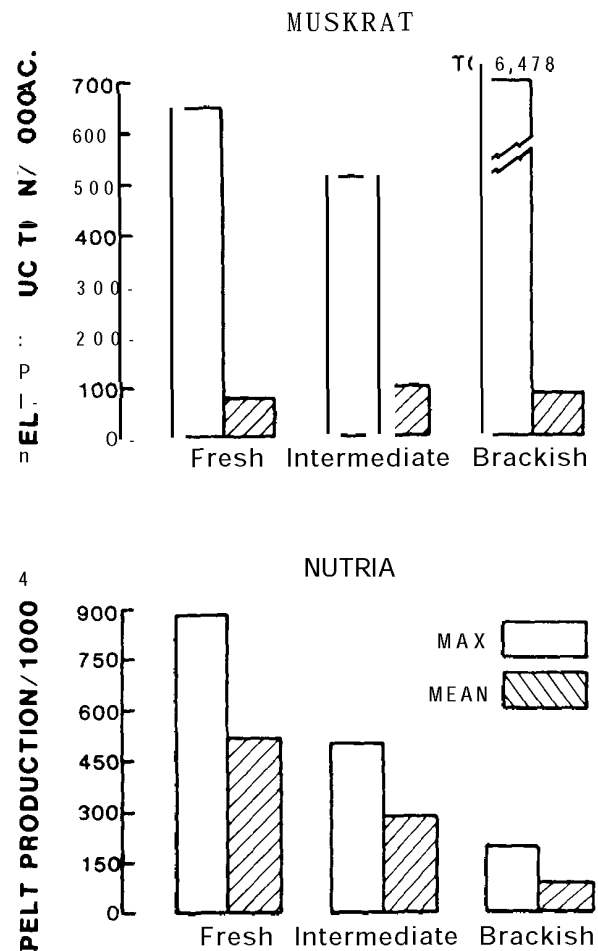 MUSKRAT
6,478
700
600
500
400
300
200
100
0
Fresh Intermediate Brackish
NUTRIA
PELT PRODUCTION/1000
900
750
600
450
300
150
0
MAX
MEAN
Fresh Intermediate Brackish